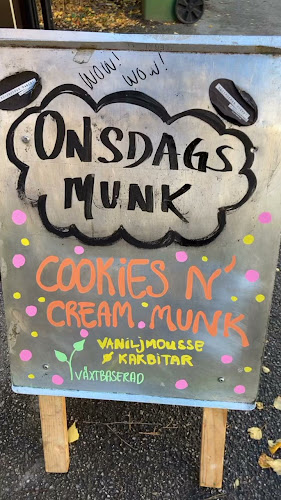 WOW! WOW!
ONSDAGS
MUNK
COOKIES N'
CREAM MUNK
VANILJMOUSSE
& KAKBITAR
VÄXTBASERAD